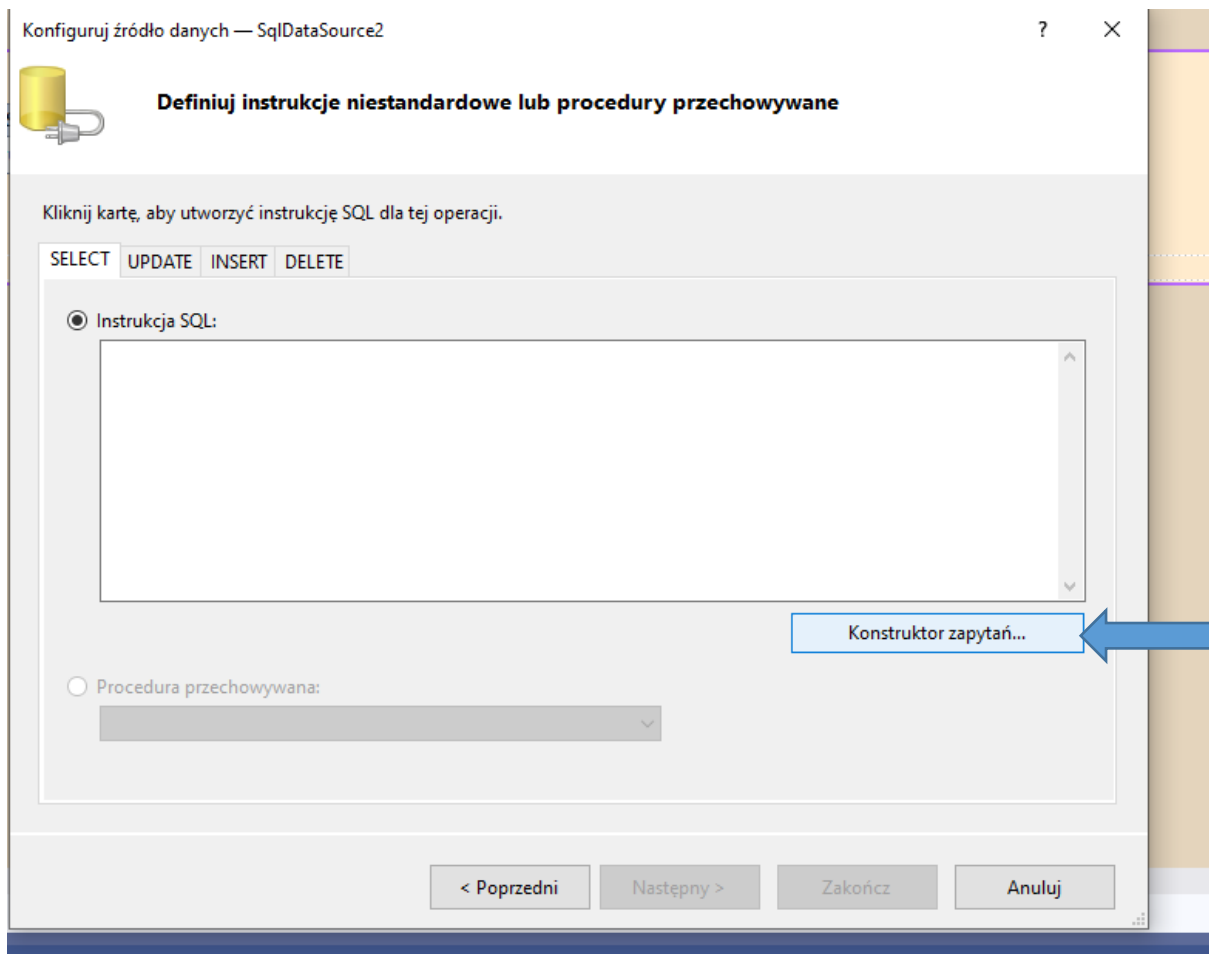 Konfiguruj źródło danych — SqlDataSource2
?
Definiuj instrukcje niestandardowe lub procedury przechowywane
Kliknij kartę, aby utworzyć instrukcję SQL dla tej operacji.
SELECT UPDATE INSERT DELETE
Instrukcja SQL:
Konstruktor zapytań...
Procedura przechowywana:
< Poprzedni Następny > Zakończ Anuluj